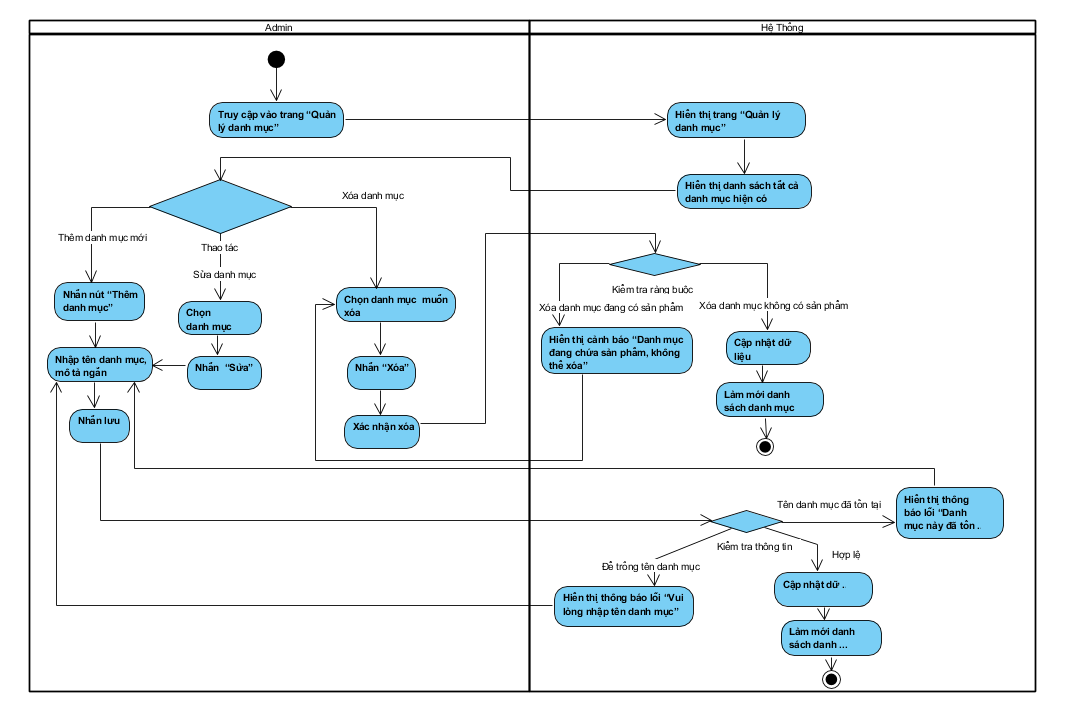 Admin
Hệ Thống
Truy cập vào trang “Quản
lý danh mục”
Hiển thị trang “Quản lý
danh mục”
Hiển thị danh sách tất cả
danh mục hiện có
Xóa danh mục
Thêm danh mục mới
Thao tác
Sửa danh mục
Kiểm tra ràng buộc
Xóa danh mục đang có sản phẩm
Xóa danh mục không có sản phẩm
Nhấn nút “Thêm
danh mục”
Chọn
danh mục
Chọn danh mục muốn
xóa
Hiển thị cảnh báo “Danh mục
đang chứa sản phẩm, không
thể xóa”
Cập nhật dữ
liệu
Nhập tên danh mục,
mô tả ngắn
Nhấn “Sửa”
Nhấn “Xóa”
Làm mới danh
sách danh mục
Nhấn lưu
Xác nhận xóa
Tên danh mục đã tồn tại
Hiển thị thông
báo lỗi “Danh
mục này đã tồn ..
Kiểm tra thông tin
Hợp lệ
Để trống tên danh mục
Hiển thị thông báo lỗi “Vui
lòng nhập tên danh mục”
Cập nhật dữ ..
Làm mới danh
sách danh ...